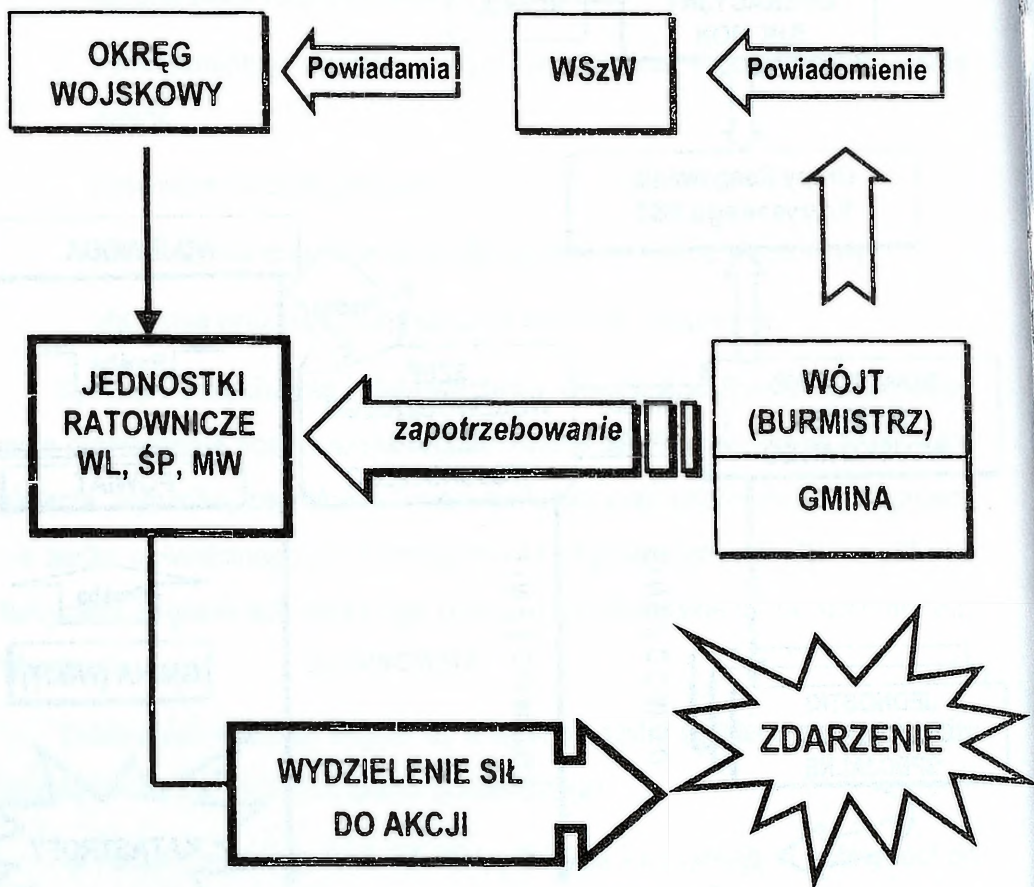 OKRĘG
WOJSKOWY
Powiadamia
WSzW
Powiadomienie
JEDNOSTKI
RATOWNICZE
WL, ŚP, MW
zapotrzebowanie
WÓJT
(BURMISTRZ)
GMINA
WYDZIELENIE SIŁ
DO AKCJI
ZDARZENIE